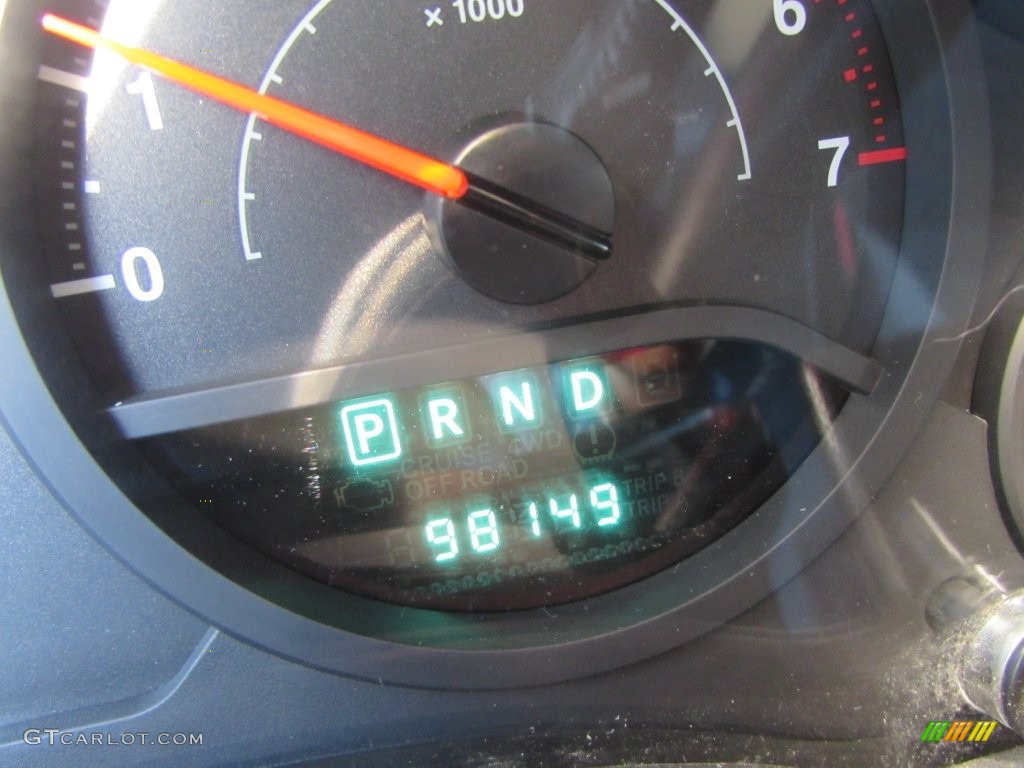 x 1000
6
1
7
0
P R N D
CRUISE 4WD
OFF ROAD
TRIP B
TRIP
98149
GTCARLOT.COM